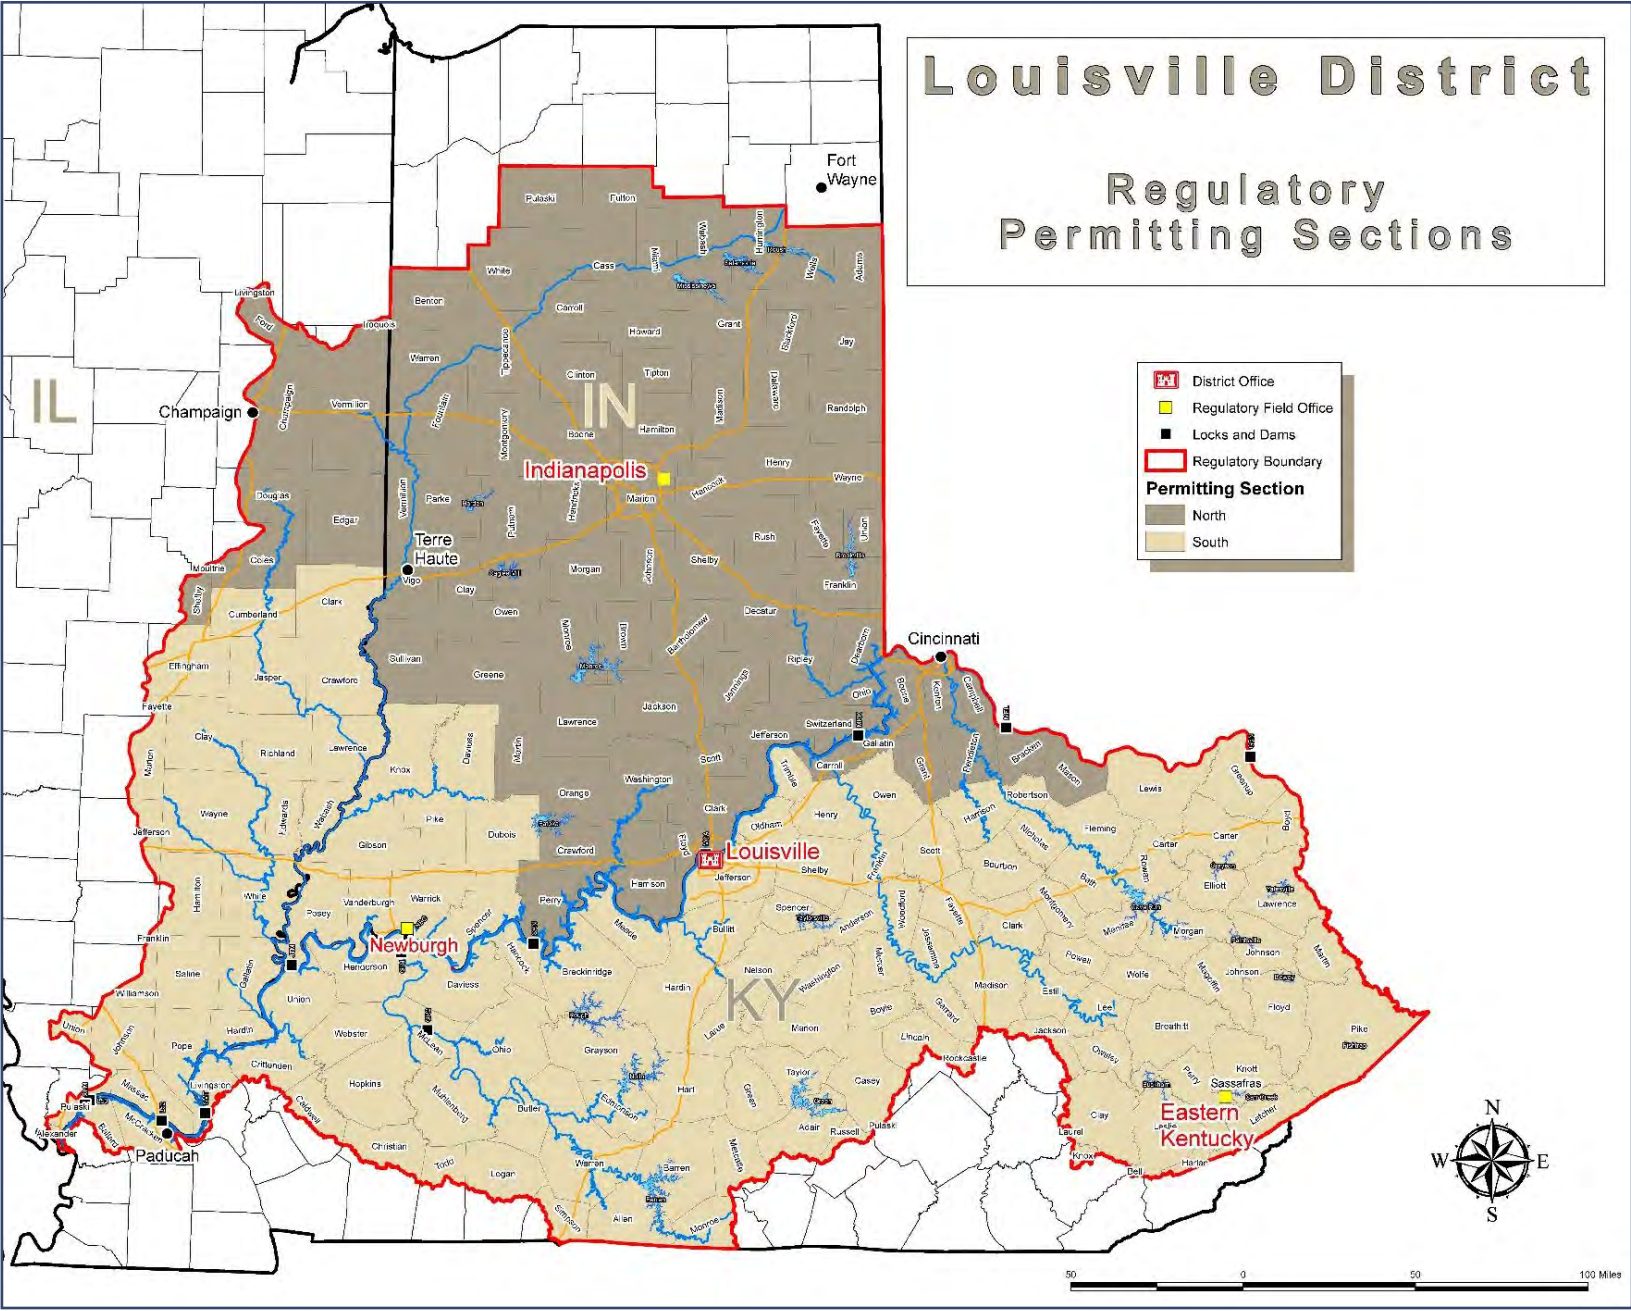 Louisville District
Regulatory
Permitting Sections
Fort
Wayne
Pulaski
Fulton
Wabash
Huntington
Miami
Cass
White
Wells
Adams
Livingston
Ford
Iroquois
Benton
Carroll
Howard
Grant
Blackford
Jay
Warren
Tippecanoe
Clinton
Tipton
IL
IN
Champaign
Champaign
Vermilion
Fountain
Montgomery
Boone
Hamilton
Madison
Delaware
Randolph
Indianapolis
Henry
Wayne
Hancock
Marion
Hendricks
Douglas
Edgar
Vermillion
Parke
Putnam
Terre
Haute
Vigo
Rush
Fayette
Union
Moultrie
Coles
Shelby
Clark
Cumberland
Clay
Owen
Morgan
Johnson
Shelby
Franklin
Decatur
Monroe
Brown
Bartholomew
Monroe
Effingham
Jasper
Crawford
Sullivan
Greene
Jennings
Ripley
Dearborn
Ohio
Cincinnati
Boone
Kenton
Campbell
Fayette
Clay
Richland
Lawrence
Marion
Knox
Daviess
Martin
Lawrence
Jackson
Jefferson
Switzerland
Gallatin
Scott
Washington
Orange
Trimble
Carroll
Grant
Pendleton
Bracken
Mason
Robertson
Lewis
Greenup
Boyd
Wayne
Edwards
Wabash
Pike
Dubois
Clark
Floyd
Crawford
Oldham
Henry
Owen
Harrison
Nicholas
Fleming
Carter
Carter
Jefferson
Gibson
Louisville
Jefferson
Shelby
Franklin
Scott
Bourbon
Bath
Rowan
Elliott
Lawrence
Hamilton
White
Posey
Vanderburgh
Warrick
Spencer
Perry
Harrison
Meade
Bullitt
Spencer
Anderson
Woodford
Fayette
Clark
Montgomery
Menifee
Morgan
Johnson
Johnson
Martin
Franklin
Newburgh
Saline
Gallatin
Henderson
Hancock
Breckinridge
Daviess
Nelson
Washington
Mercer
Jessamine
Powell
Wolfe
Magoffin
Williamson
Union
Hardin
KY
Madison
Estill
Lee
Floyd
Pike
Union
Johnson
Pope
Hardin
Webster
McLean
Ohio
Grayson
Larue
Marion
Boyle
Garrard
Lincoln
Jackson
Breathitt
Owsley
Rockcastle
Crittenden
Livingston
Hopkins
Muhlenberg
Butler
Edmonson
Hart
Green
Taylor
Casey
Adair
Russell
Pulaski
Perry
Knott
Sassafras
Letcher
Eastern
Kentucky
Clay
Laurel
Knox
Bell
Harlan
Pulaski
Alexander
Massac
McCracken
Ballard
Paducah
Caldwell
Christian
Todd
Logan
Warren
Barren
Metcalfe
Simpson
Allen
Monroe
District Office
Regulatory Field Office
Locks and Dams
Regulatory Boundary
Permitting Section
North
South
N
W
E
S
50
0
50
100 Miles